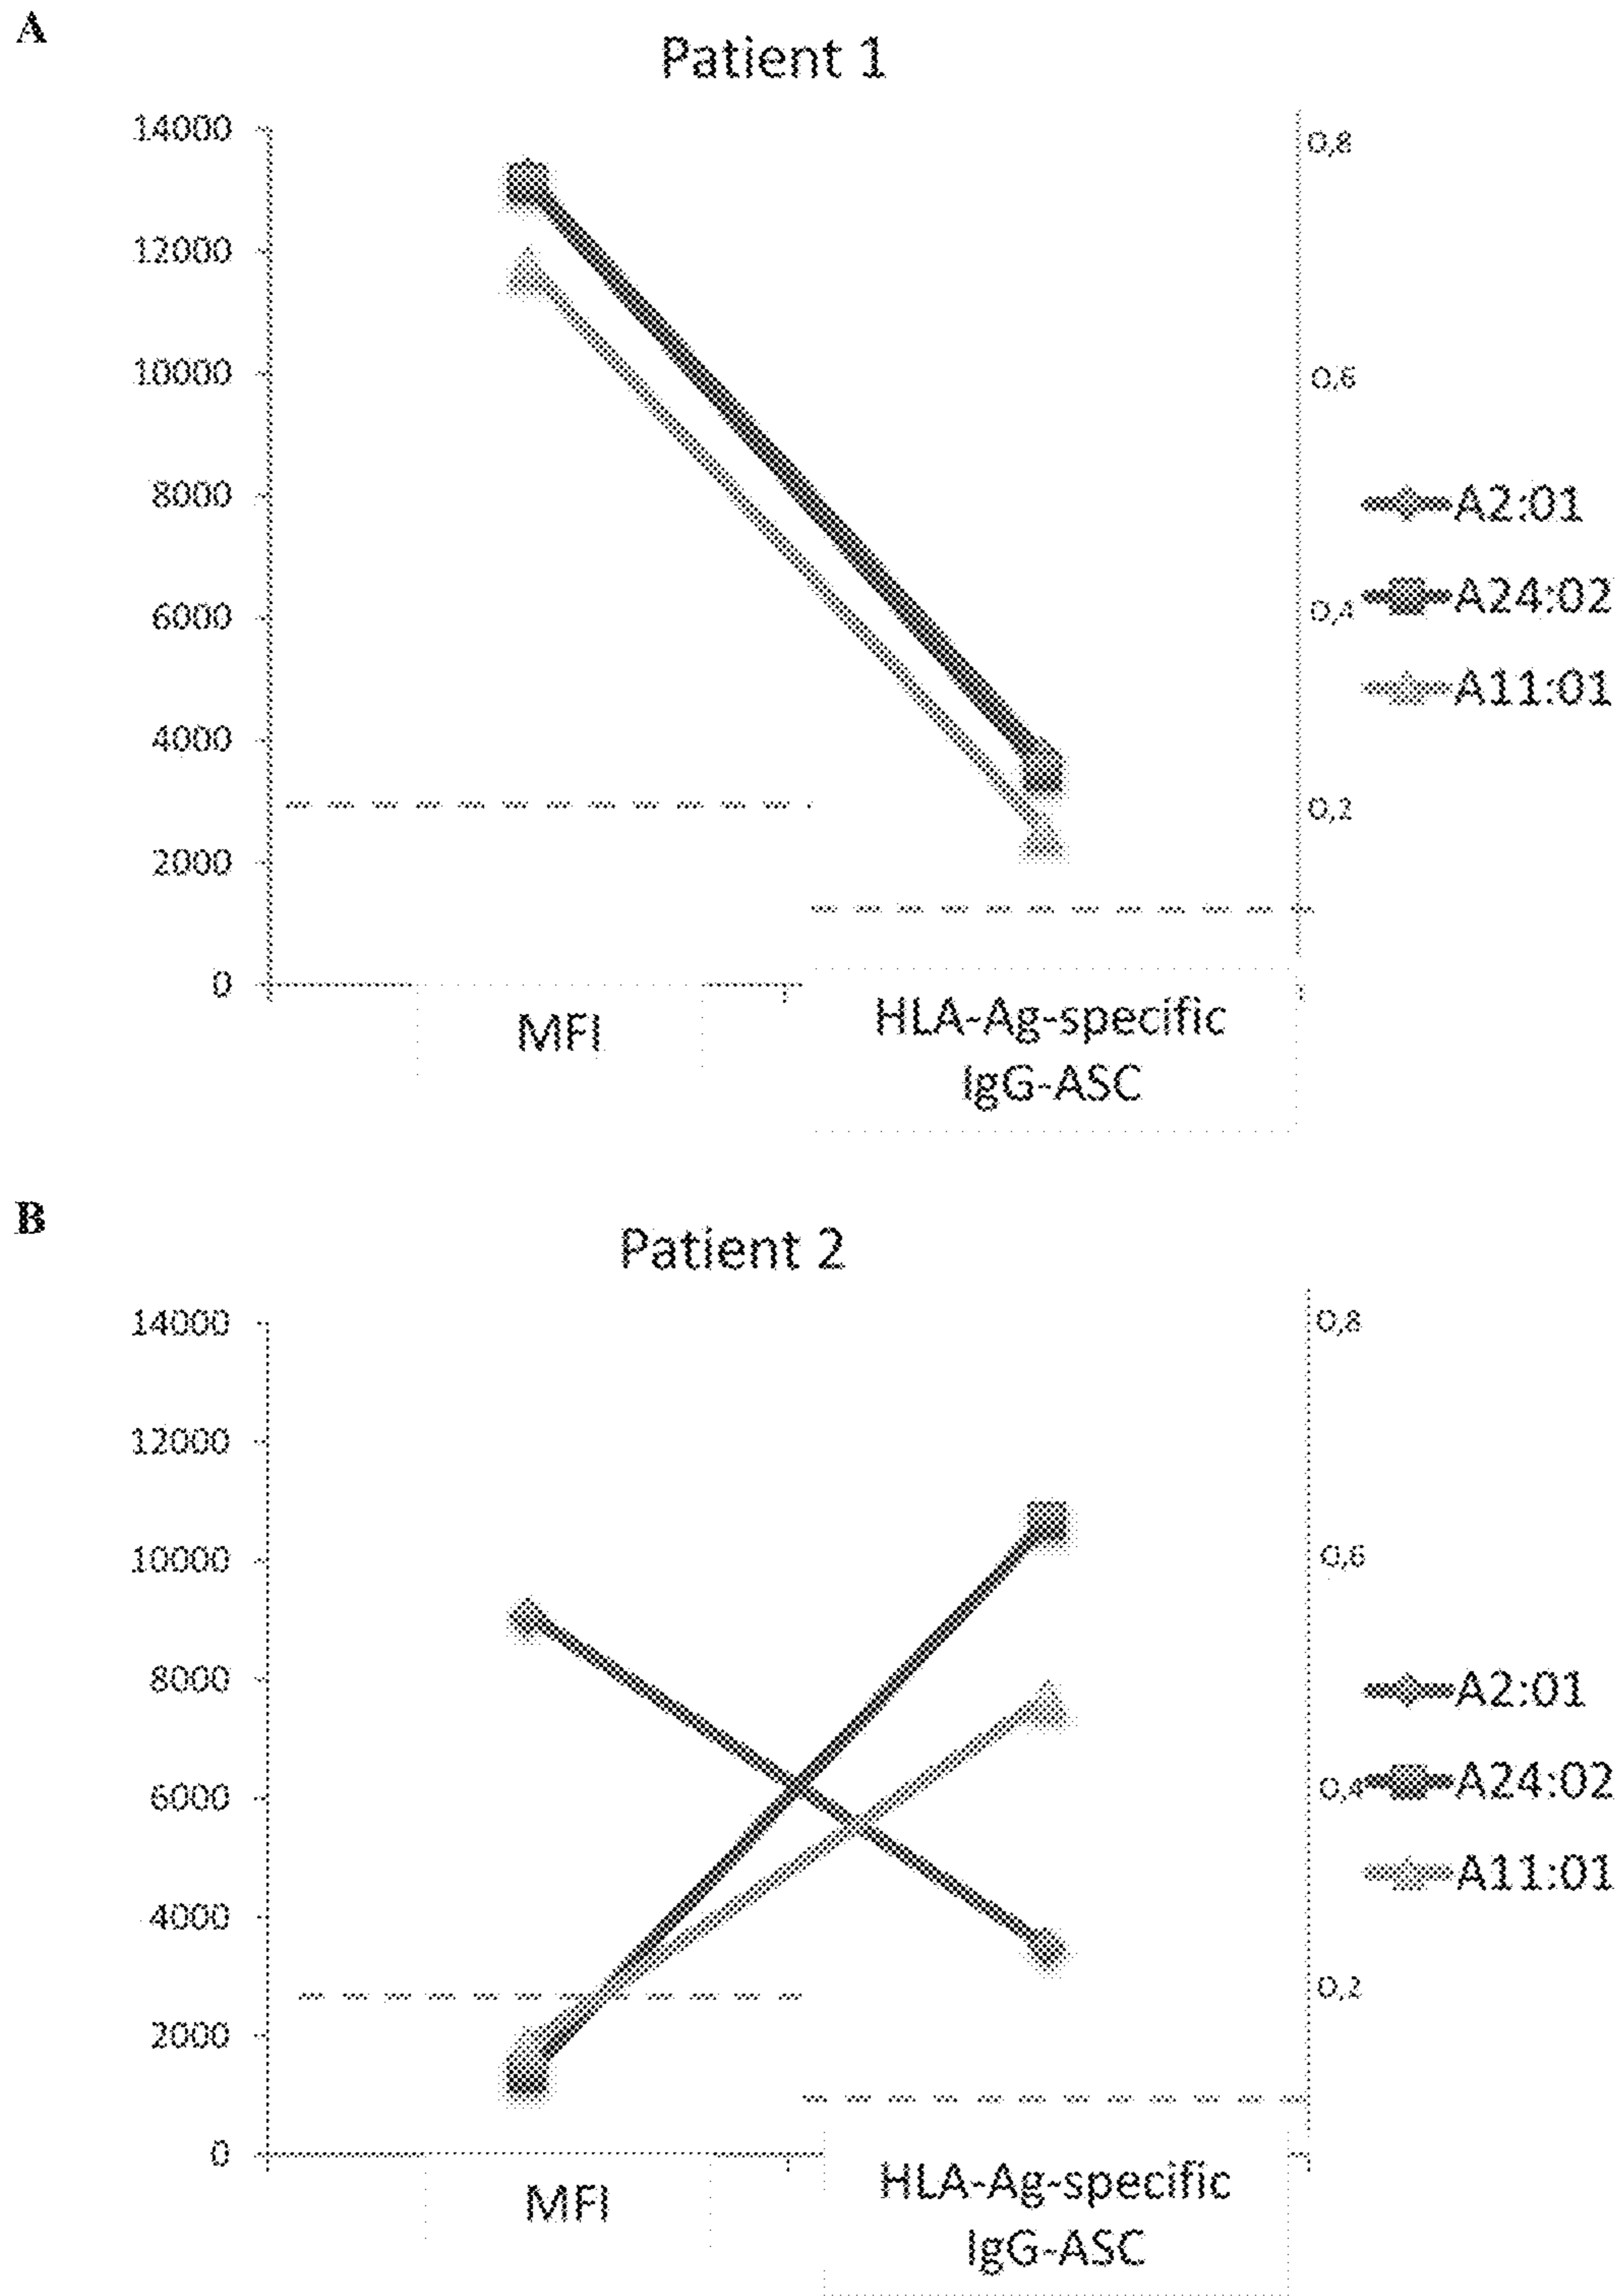 A
Patient 1
14000
12000
10000
8000
6000
4000
2000
0
0,8
0,6
0,4
0,2
A2:01
A24:02
A11:01
MFI
HLA-Ag-specific
IgG-ASC
B
Patient 2
14000
12000
10000
8000
6000
4000
2000
0
0,8
0,6
0,4
0,2
A2:01
A24:02
A11:01
MFI
HLA-Ag-specific
IgG-ASC